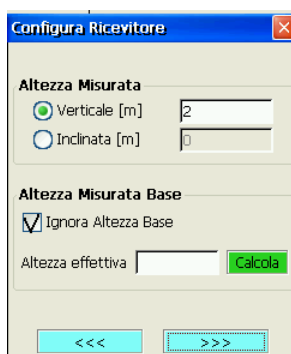 Configura Ricevitore
Altezza Misurata
Verticale [m] 2
Inclinata [m] 0
Altezza Misurata Base
Ignora Altezza Base
Altezza effettiva Calcola
<<< >>>